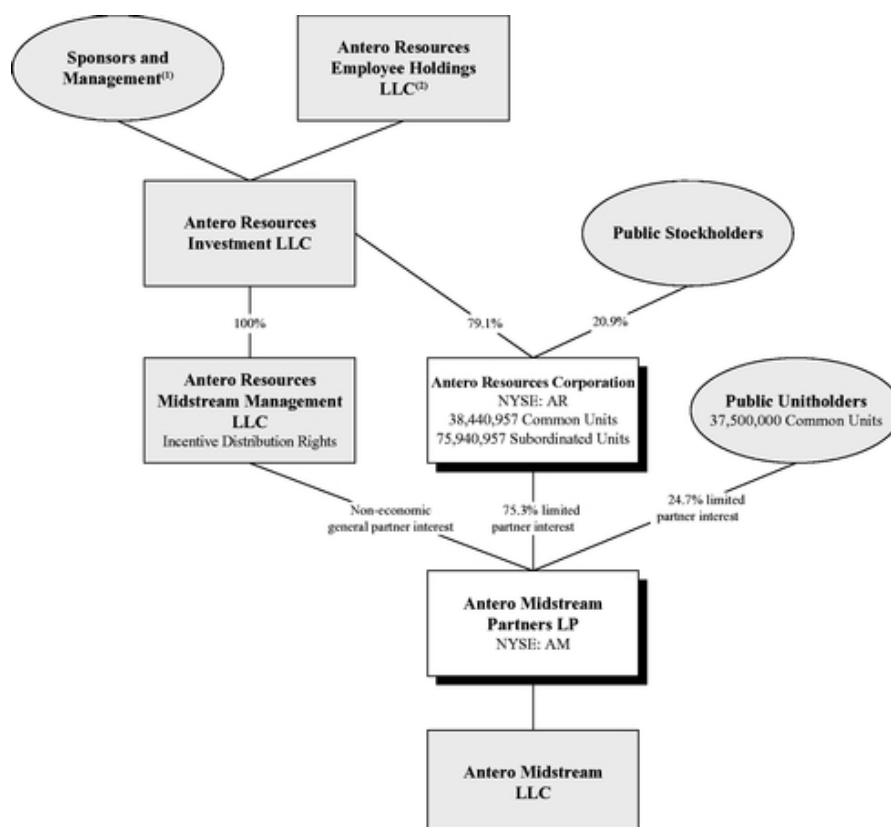 Sponsors and
Management(1)
Antero Resources
Employee Holdings
LLC(2)
Antero Resources
Investment LLC
Public Stockholders
100%
79.1%
20.9%
Antero Resources
Midstream Management
LLC
Incentive Distribution Rights
Antero Resources Corporation
NYSE: AR
38,440,957 Common Units
75,940,957 Subordinated Units
Public Unitholders
37,500,000 Common Units
Non-economic
general partner interest
75.3% limited
partner interest
24.7% limited
partner interest
Antero Midstream
Partners LP
NYSE: AM
Antero Midstream
LLC